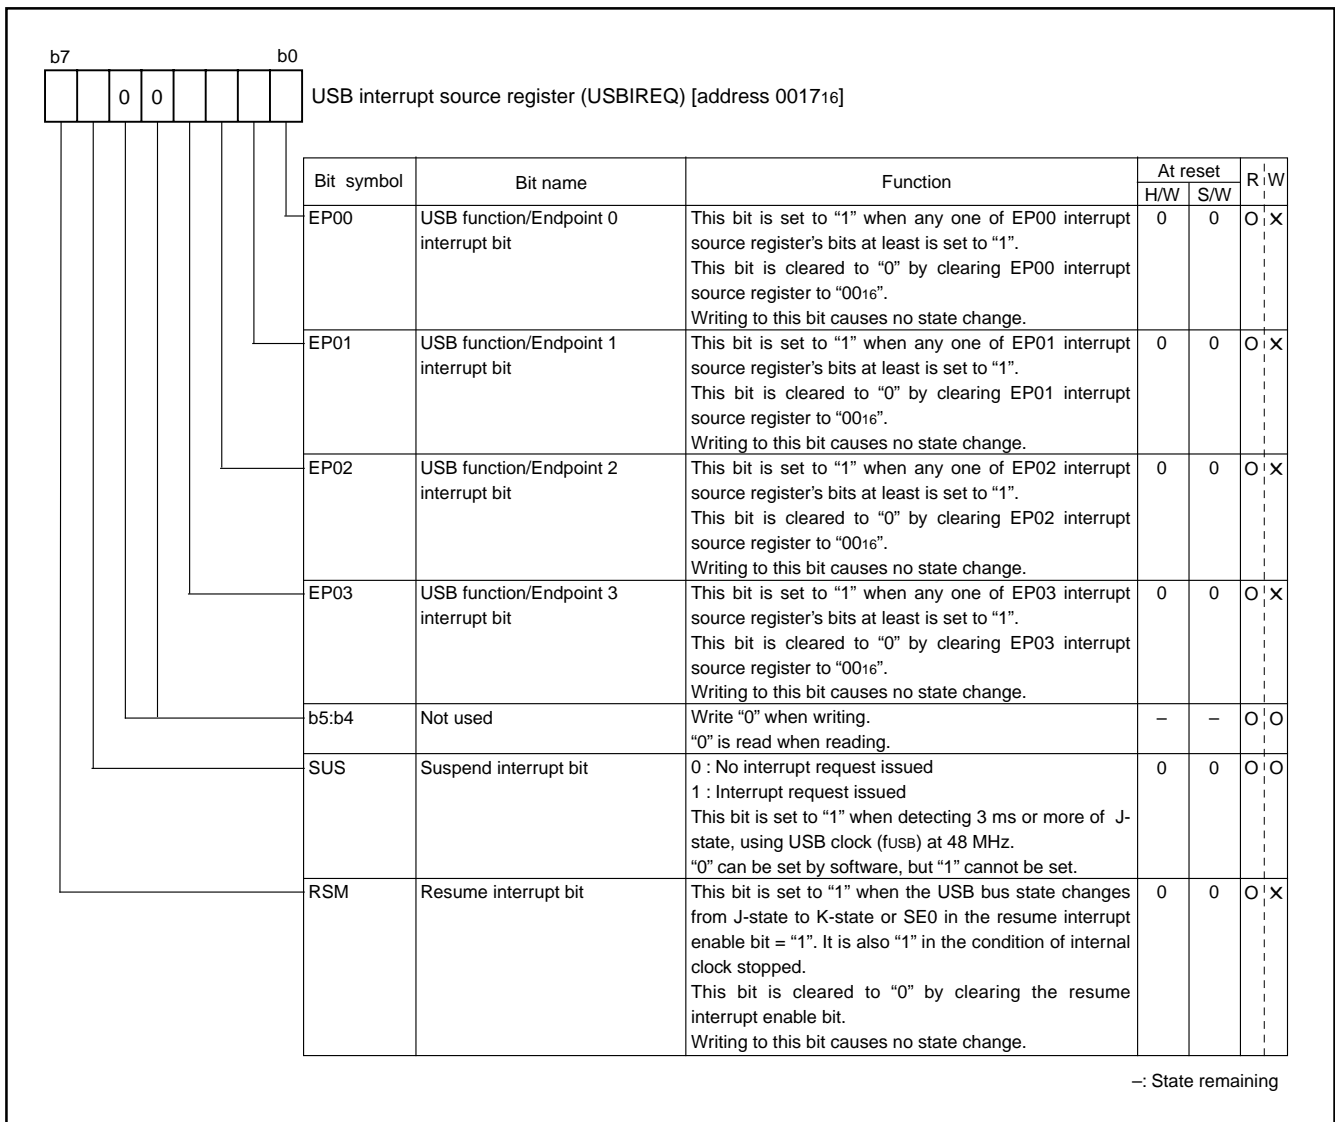 b7 b0
0 0
USB interrupt source register (USBIREQ) [address 001716]
Bit symbol Bit name Function At reset R W
H/W S/W
EP00 USB function/Endpoint 0 This bit is set to “1” when any one of EP00 interrupt 0 0 O ×
interrupt bit source register's bits at least is set to “1”.
This bit is cleared to “0” by clearing EP00 interrupt
source register to “0016”.
Writing to this bit causes no state change.
EP01 USB function/Endpoint 1 This bit is set to “1” when any one of EP01 interrupt 0 0 O ×
interrupt bit source register's bits at least is set to “1”.
This bit is cleared to “0” by clearing EP01 interrupt
source register to “0016”.
Writing to this bit causes no state change.
EP02 USB function/Endpoint 2 This bit is set to “1” when any one of EP02 interrupt 0 0 O ×
interrupt bit source register's bits at least is set to “1”.
This bit is cleared to “0” by clearing EP02 interrupt
source register to “0016”.
Writing to this bit causes no state change.
EP03 USB function/Endpoint 3 This bit is set to “1” when any one of EP03 interrupt 0 0 O ×
interrupt bit source register's bits at least is set to “1”.
This bit is cleared to “0” by clearing EP03 interrupt
source register to “0016”.
Writing to this bit causes no state change.
b5:b4 Not used Write “0” when writing. – – O O
“0” is read when reading.
SUS Suspend interrupt bit 0 : No interrupt request issued 0 0 O O
1 : Interrupt request issued
This bit is set to “1” when detecting 3 ms or more of J-
state, using USB clock (fUSB) at 48 MHz.
“0” can be set by software, but “1” cannot be set.
RSM Resume interrupt bit This bit is set to “1” when the USB bus state changes 0 0 O ×
from J-state to K-state or SE0 in the resume interrupt
enable bit = “1”. It is also “1” in the condition of internal
clock stopped.
This bit is cleared to “0” by clearing the resume
interrupt enable bit.
Writing to this bit causes no state change.
–: State remaining